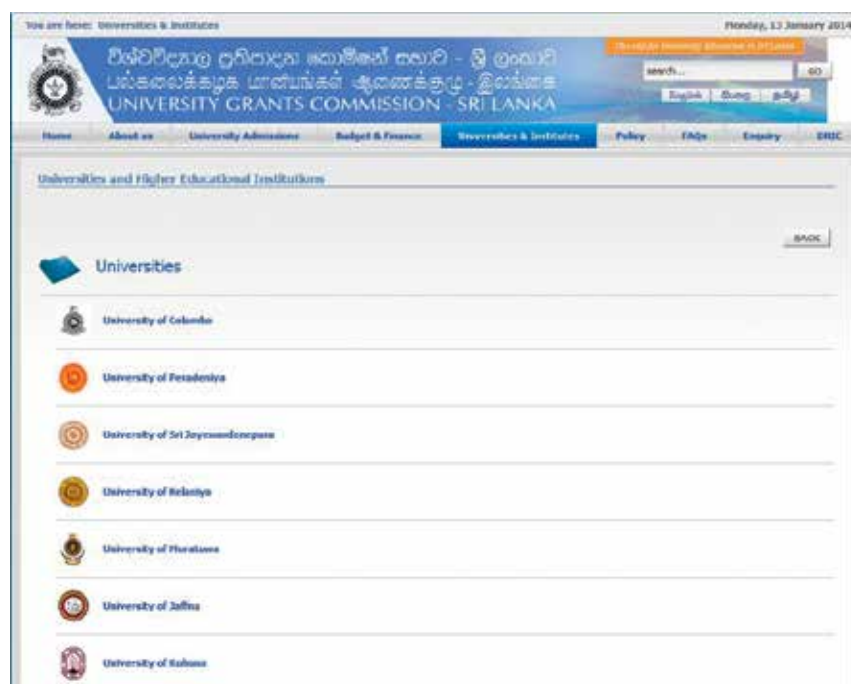 You are here: Universities & Institutes
Monday, 13 January 2014
විශ්වවිද්‍යාල ප්‍රතිපාදන කොමිෂන් සභාව - ශ්‍රී ලංකාව
பல்கலைக்கழக மானியங்கள் ஆணைக்குழு - இலங்கை
UNIVERSITY GRANTS COMMISSION - SRI LANKA
search...
GO
English සිංහල தமிழ்
Home About us University Admissions Budget & Finance Universities & Institutes Policy FAQs Enquiry DRIC
Universities and Higher Educational Institutions
BACK
Universities
University of Colombo
University of Peradeniya
University of Sri Jayewardenepura
University of Kelaniya
University of Moratuwa
University of Jaffna
University of Ruhuna